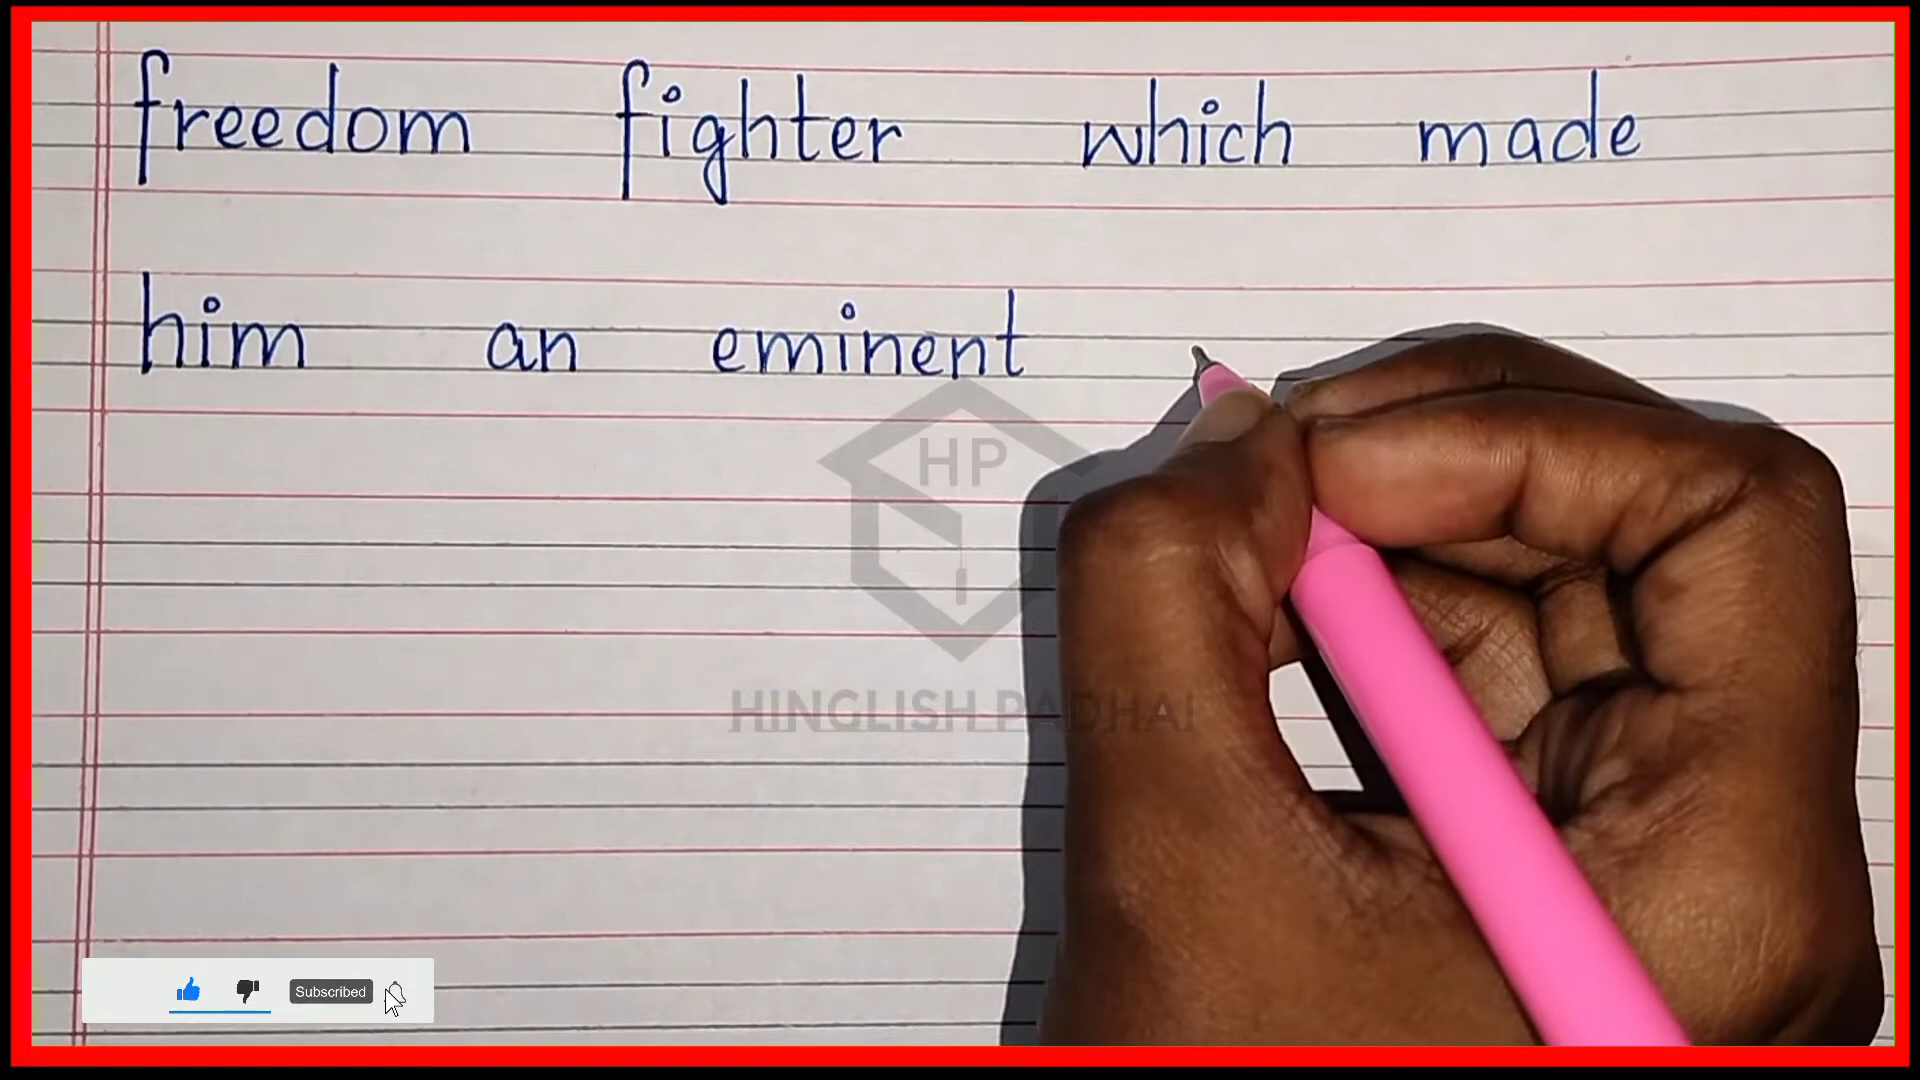 freedom fighter which made
him an eminent
HP
HINGLISH PADHAI
Subscribed